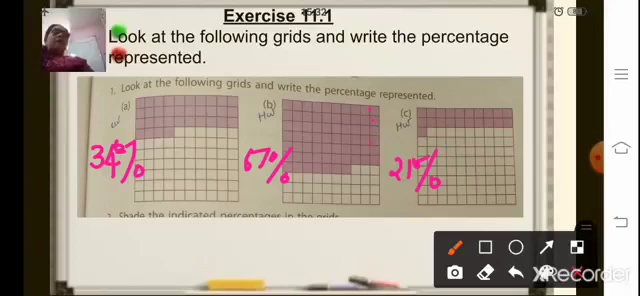 Exercise 11.1
Look at the following grids and write the percentage
represented.
1. Look at the following grids and write the percentage represented.
(a) (b) (c)
CW HW HW
34% 67% 21%
2. Shade the indicated percentages in the grids.
XRecorder